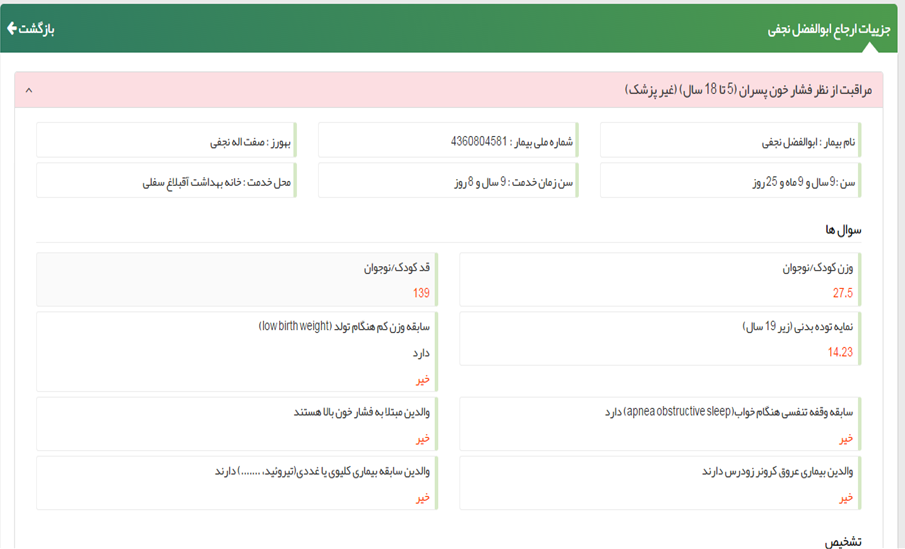 جزییات ارجاع ابوالفضل نجفی
بازگشت
مراقبت از نظر فشار خون پسران (5 تا 18 سال) (غیر پزشک)
نام بیمار : ابوالفضل نجفی
شماره ملی بیمار : 4360804581
بهورز : صفت اله نجفی
سن :9 سال و 9 ماه و 25 روز
سن زمان خدمت : 9 سال و 8 روز
محل خدمت : خانه بهداشت آقبلاغ سفلی
سوال ها
وزن کودک/نوجوان
27.5
قد کودک/نوجوان
139
نمایه توده بدنی (زیر 19 سال)
14.23
سابقه وزن کم هنگام تولد (low birth weight)
دارد
خیر
سابقه وقفه تنفسی هنگام خواب(apnea obstructive sleep) دارد
خیر
والدین مبتلا به فشار خون بالا هستند
خیر
والدین بیماری عروق کرونر زودرس دارند
خیر
والدین سابقه بیماری کلیوی یا غددی(تیروئید، .......) دارند
خیر
تشخیص